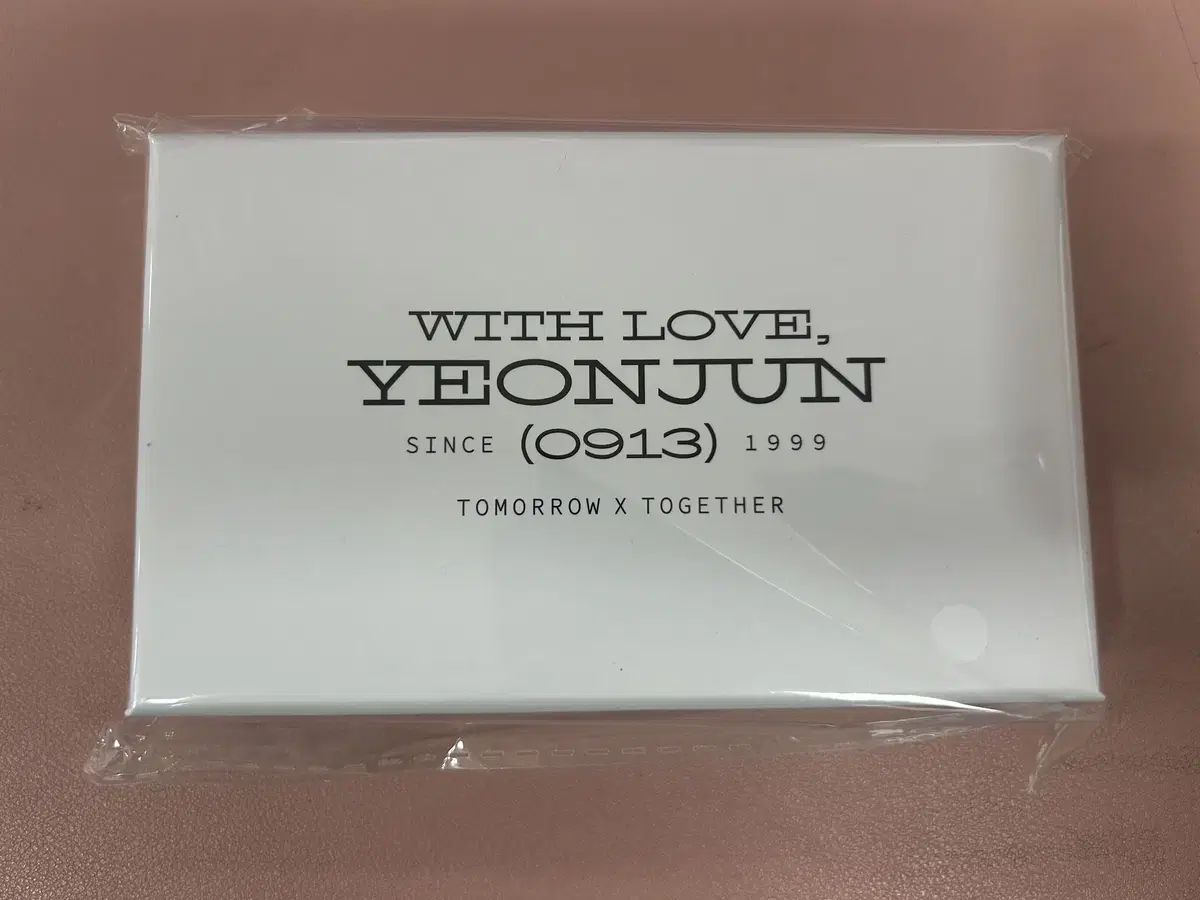 WITH LOVE,
YEONJUN
SINCE (0913) 1999
TOMORROW X TOGETHER